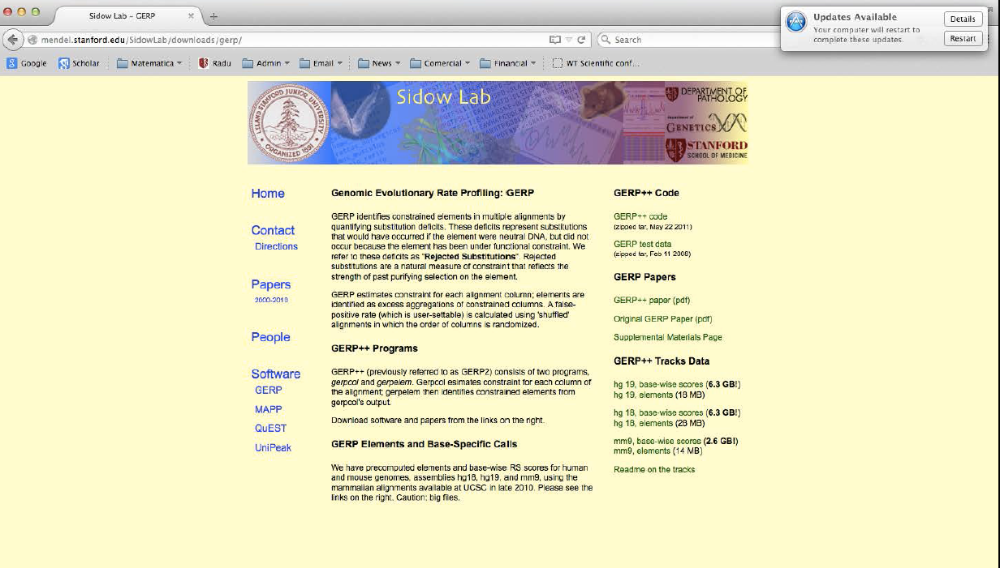 Sidow Lab - GERP
Updates Available
Your computer will restart to
complete these updates.
Details
Restart
mendel.stanford.edu/SidowLab/downloads/gerp/
Search
Google
Scholar
Matematica
Radu
Admin
Email
News
Comercial
Financial
WT Scientific conf...
LELAND STANFORD JUNIOR UNIVERSITY
ORGANIZED 1891
Sidow Lab
DEPARTMENT OF
PATHOLOGY
Department of
GENETICS
STANFORD
SCHOOL OF MEDICINE
Home
Contact
Directions
Papers
2000-2010
People
Software
GERP
MAPP
QuEST
UniPeak
Genomic Evolutionary Rate Profiling: GERP
GERP identifies constrained elements in multiple alignments by
quantifying substitution deficits. These deficits represent substitutions
that would have occurred if the element were neutral DNA, but did not
occur because the element has been under functional constraint. We
refer to these deficits as "Rejected Substitutions". Rejected
substitutions are a natural measure of constraint that reflects the
strength of past purifying selection on the element.
GERP estimates constraint for each alignment column; elements are
identified as excess aggregations of constrained columns. A false-
positive rate (which is user-settable) is calculated using 'shuffled'
alignments in which the order of columns is randomized.
GERP++ Programs
GERP++ (previously referred to as GERP2) consists of two programs,
gerpcol and gerpelem. Gerpcol esimates constraint for each column of
the alignment; gerpelem then identifies constrained elements from
gerpcol's output.
Download software and papers from the links on the right.
GERP Elements and Base-Specific Calls
We have precomputed elements and base-wise RS scores for human
and mouse genomes, assemblies hg18, hg19, and mm9, using the
mammalian alignments available at UCSC in late 2010. Please see the
links on the right. Caution: big files.
GERP++ Code
GERP++ code
(zipped tar, May 22 2011)
GERP test data
(zipped tar, Feb 11 2008)
GERP Papers
GERP++ paper (pdf)
Original GERP Paper (pdf)
Supplemental Materials Page
GERP++ Tracks Data
hg 19, base-wise scores (6.3 GB!)
hg 19, elements (18 MB)
hg 18, base-wise scores (6.3 GB!)
hg 18, elements (28 MB)
mm9, base-wise scores (2.6 GB!)
mm9, elements (14 MB)
Readme on the tracks